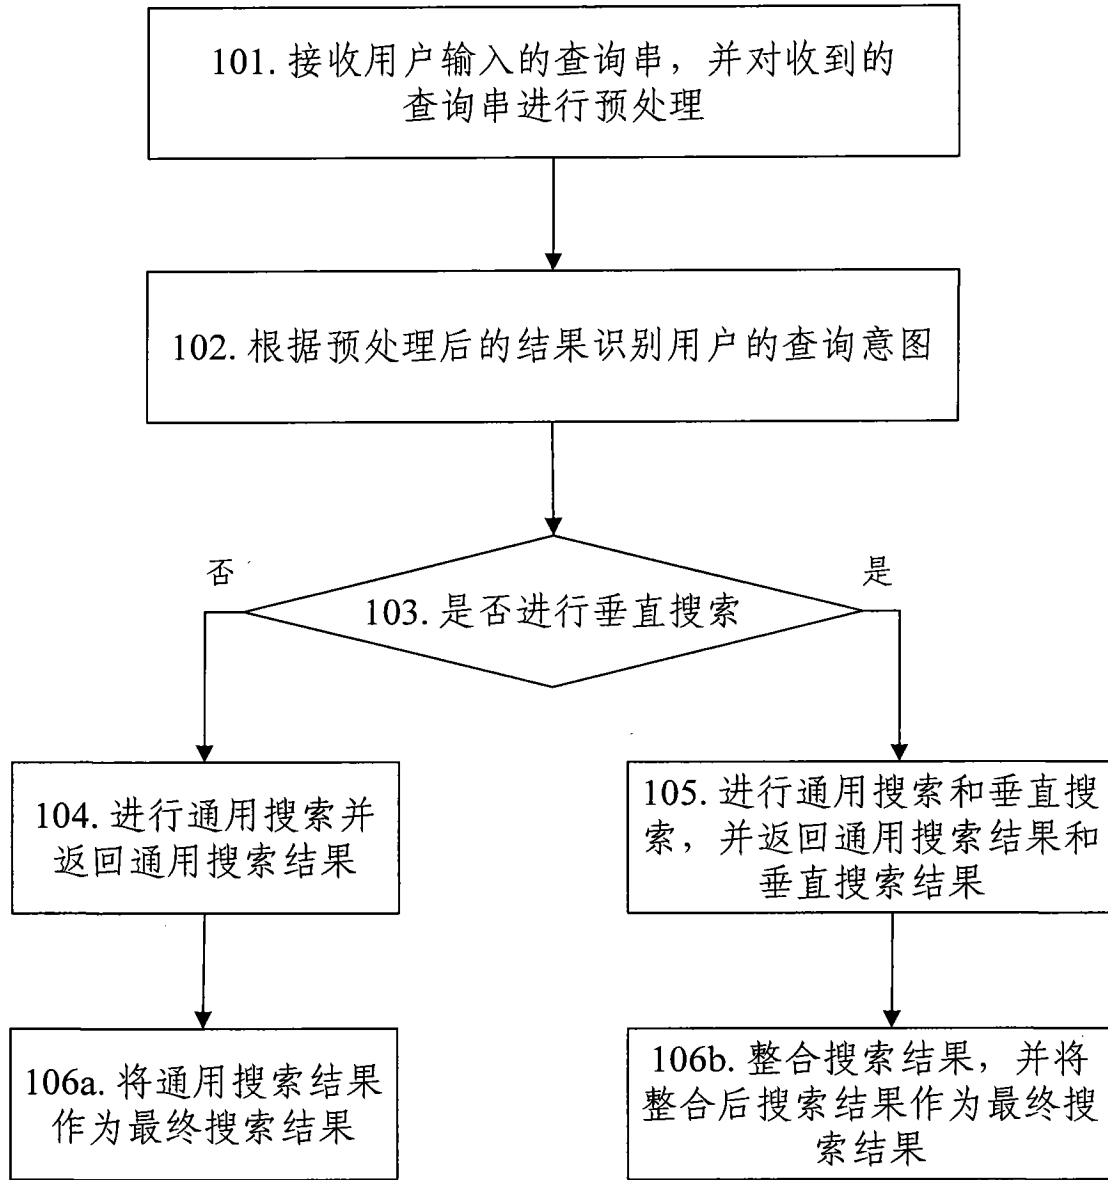 101. 接收用户输入的查询串，并对收到的
查询串进行预处理
102. 根据预处理后的结果识别用户的查询意图
否
是
103. 是否进行垂直搜索
104. 进行通用搜索并
返回通用搜索结果
105. 进行通用搜索和垂直搜
索，并返回通用搜索结果和
垂直搜索结果
106a. 将通用搜索结果
作为最终搜索结果
106b. 整合搜索结果，并将
整合后搜索结果作为最终搜
索结果